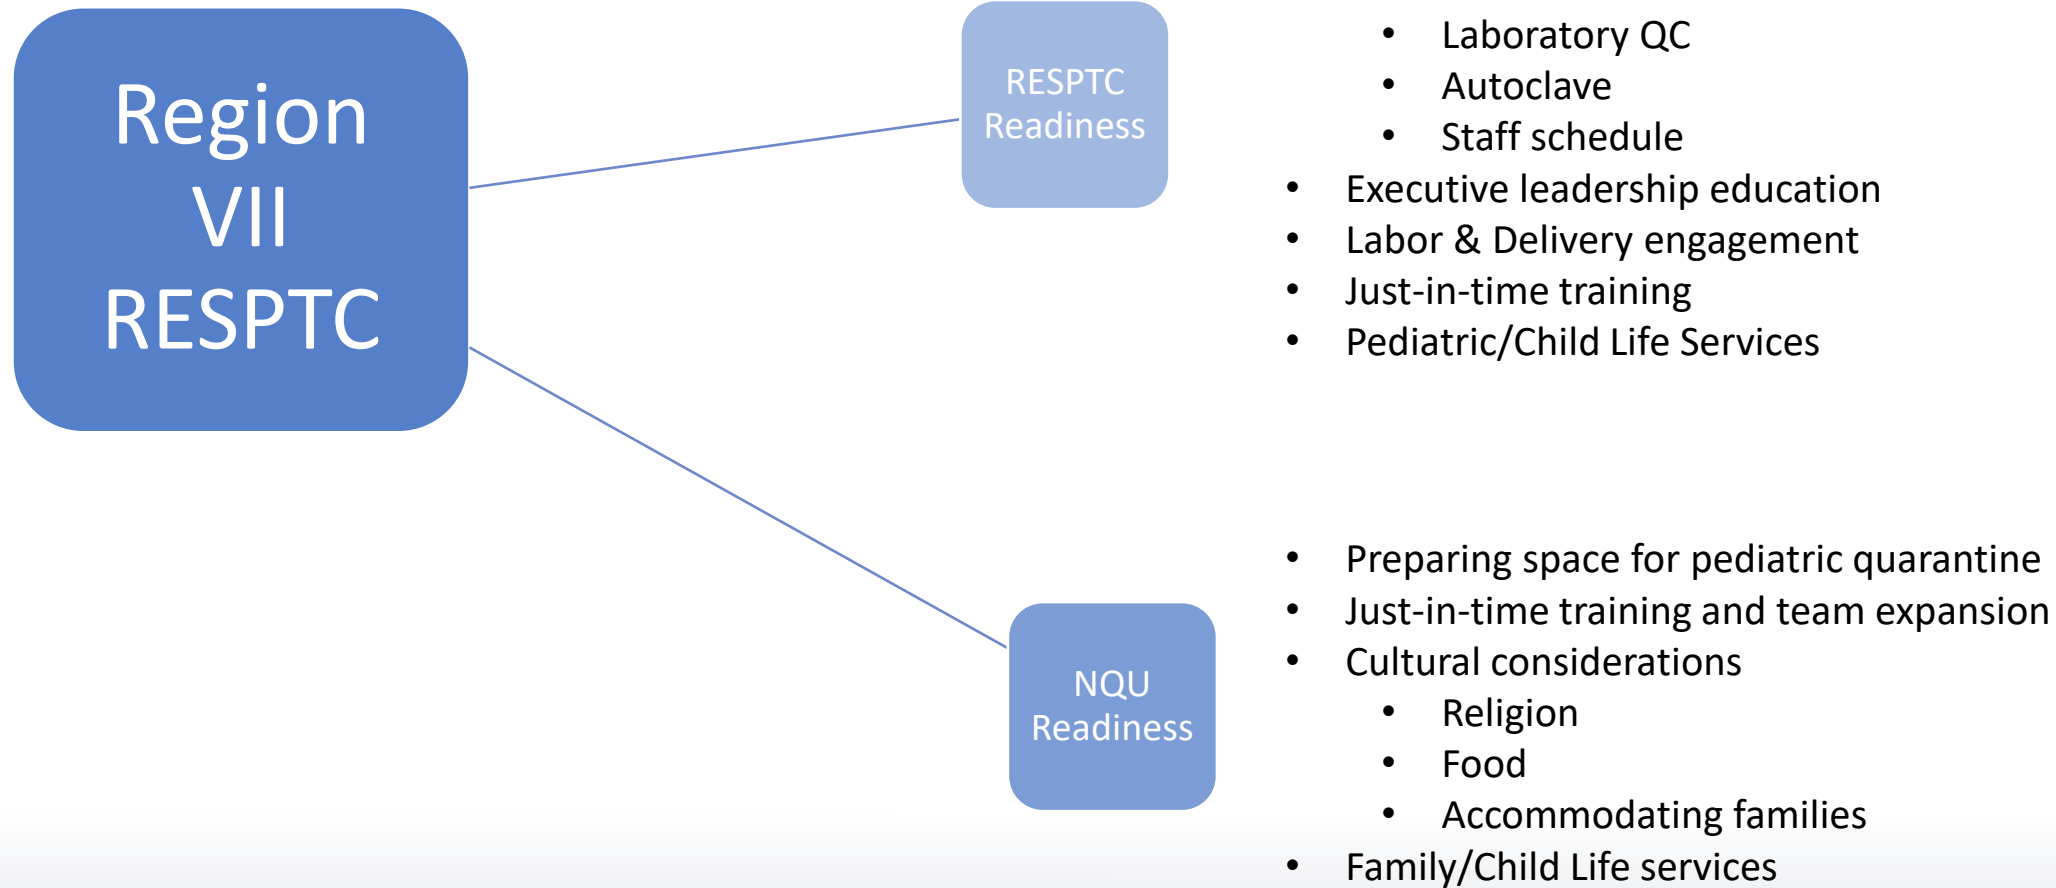 Region
VII
RESPTC
RESPTC
Readiness
• Laboratory QC
• Autoclave
• Staff schedule
• Executive leadership education
• Labor & Delivery engagement
• Just-in-time training
• Pediatric/Child Life Services
NQU
Readiness
• Preparing space for pediatric quarantine
• Just-in-time training and team expansion
• Cultural considerations
• Religion
• Food
• Accommodating families
• Family/Child Life services